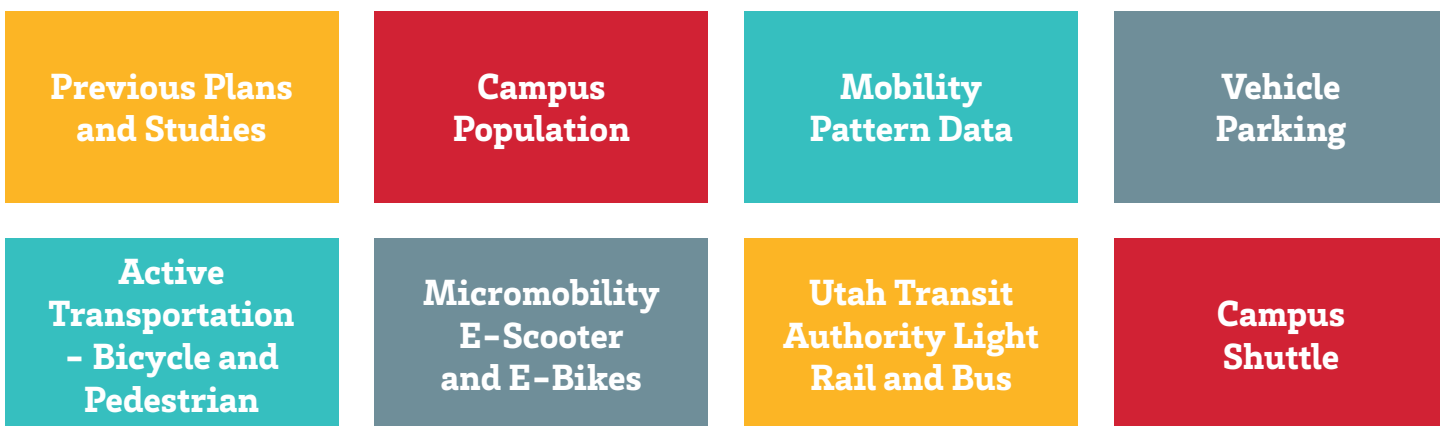 Previous Plans
and Studies
Campus
Population
Mobility
Pattern Data
Vehicle
Parking
Active
Transportation
– Bicycle and
Pedestrian
Micromobility
E-Scooter
and E-Bikes
Utah Transit
Authority Light
Rail and Bus
Campus
Shuttle